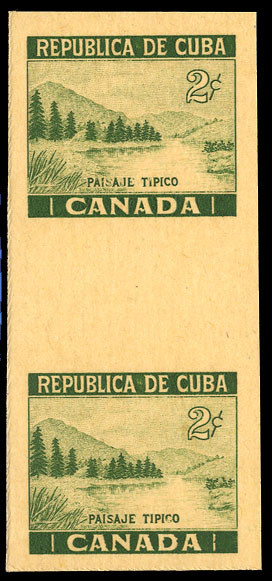 REPUBLICA DE CUBA
2¢
PAISAJE TIPICO
CANADA
REPUBLICA DE CUBA
2¢
PAISAJE TIPICO
CANADA